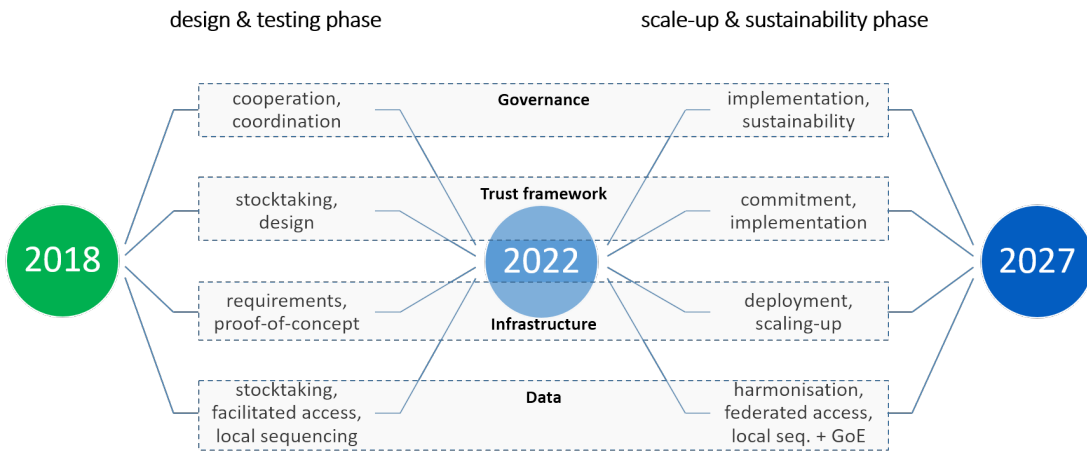 design & testing phase
scale-up & sustainability phase
cooperation,
coordination
Governance
implementation,
sustainability
stocktaking,
design
Trust framework
commitment,
implementation
2018
2022
2027
requirements,
proof-of-concept
Infrastructure
deployment,
scaling-up
stocktaking,
facilitated access,
local sequencing
Data
harmonisation,
federated access,
local seq. + GoE